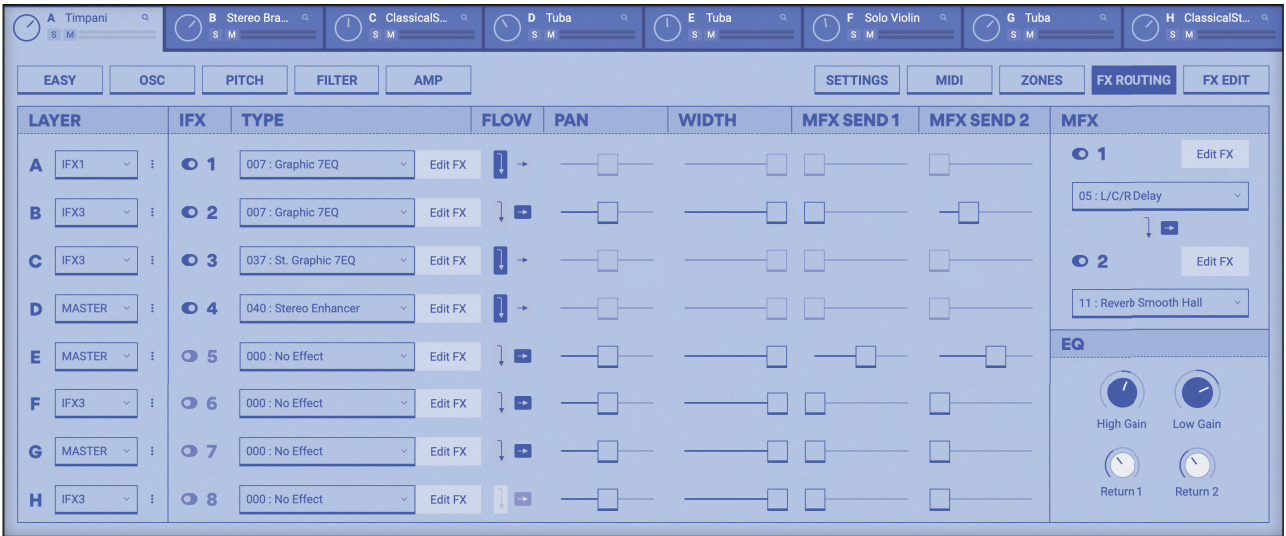 A Timpani B Stereo Bra... C ClassicalS... D Tuba E Tuba F Solo Violin G Tuba H ClassicalSt...
S M S M S M S M S M S M S M S M
EASY OSC PITCH FILTER AMP SETTINGS MIDI ZONES FX ROUTING FX EDIT
LAYER IFX TYPE FLOW PAN WIDTH MFX SEND 1 MFX SEND 2 MFX
A IFX1 1 007 : Graphic 7EQ Edit FX
B IFX3 2 007 : Graphic 7EQ Edit FX
C IFX3 3 037 : St. Graphic 7EQ Edit FX
D MASTER 4 040 : Stereo Enhancer Edit FX
E MASTER 5 000 : No Effect Edit FX
F IFX3 6 000 : No Effect Edit FX
G MASTER 7 000 : No Effect Edit FX
H IFX3 8 000 : No Effect Edit FX
1 Edit FX
05 : L/C/R Delay
2 Edit FX
11 : Reverb Smooth Hall
EQ
High Gain Low Gain
Return 1 Return 2